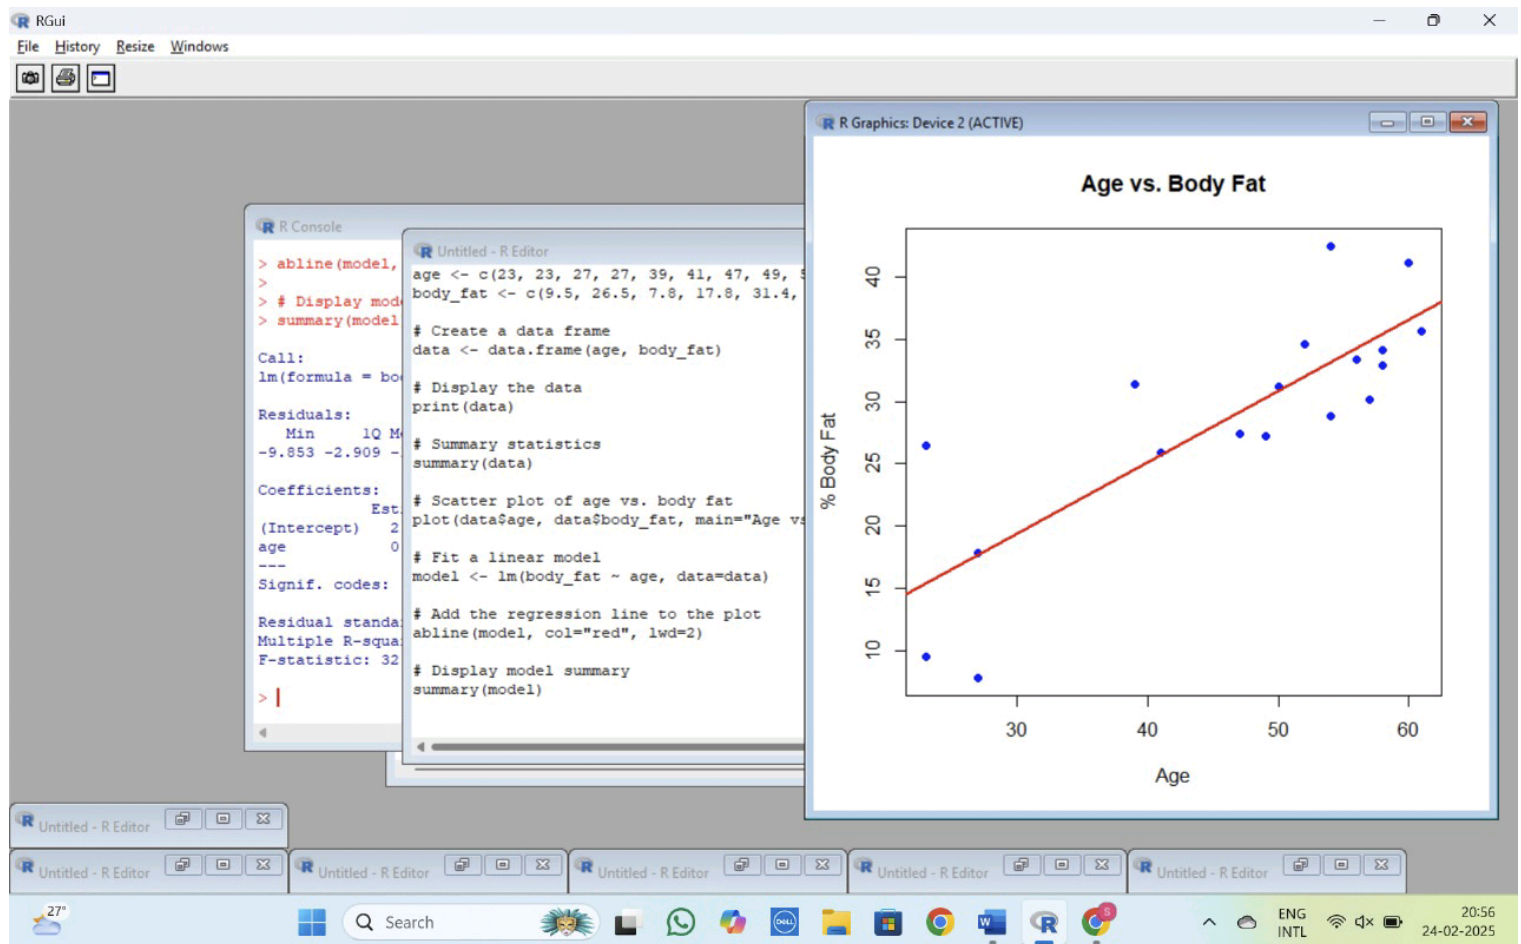 RGui
File History Resize Windows
R Console
> abline(model,
>
> # Display mod
> summary(model
Call:
lm(formula = bo
Residuals:
Min 1Q M
-9.853 -2.909 -
Coefficients:
Est
(Intercept) 2
age 0
---
Signif. codes:
Residual standa
Multiple R-squa
F-statistic: 32
>
Untitled - R Editor
age <- c(23, 23, 27, 27, 39, 41, 47, 49, 5
body_fat <- c(9.5, 26.5, 7.8, 17.8, 31.4,
# Create a data frame
data <- data.frame(age, body_fat)
# Display the data
print(data)
# Summary statistics
summary(data)
# Scatter plot of age vs. body fat
plot(data$age, data$body_fat, main="Age vs
# Fit a linear model
model <- lm(body_fat ~ age, data=data)
# Add the regression line to the plot
abline(model, col="red", lwd=2)
# Display model summary
summary(model)
R Graphics: Device 2 (ACTIVE)
Age vs. Body Fat
% Body Fat
40
35
30
25
20
15
10
30 40 50 60
Age
Untitled - R Editor
Untitled - R Editor
Untitled - R Editor
Untitled - R Editor
Untitled - R Editor
Untitled - R Editor
27°
Search
DELL
W
S
ENG
INTL
20:56
24-02-2025